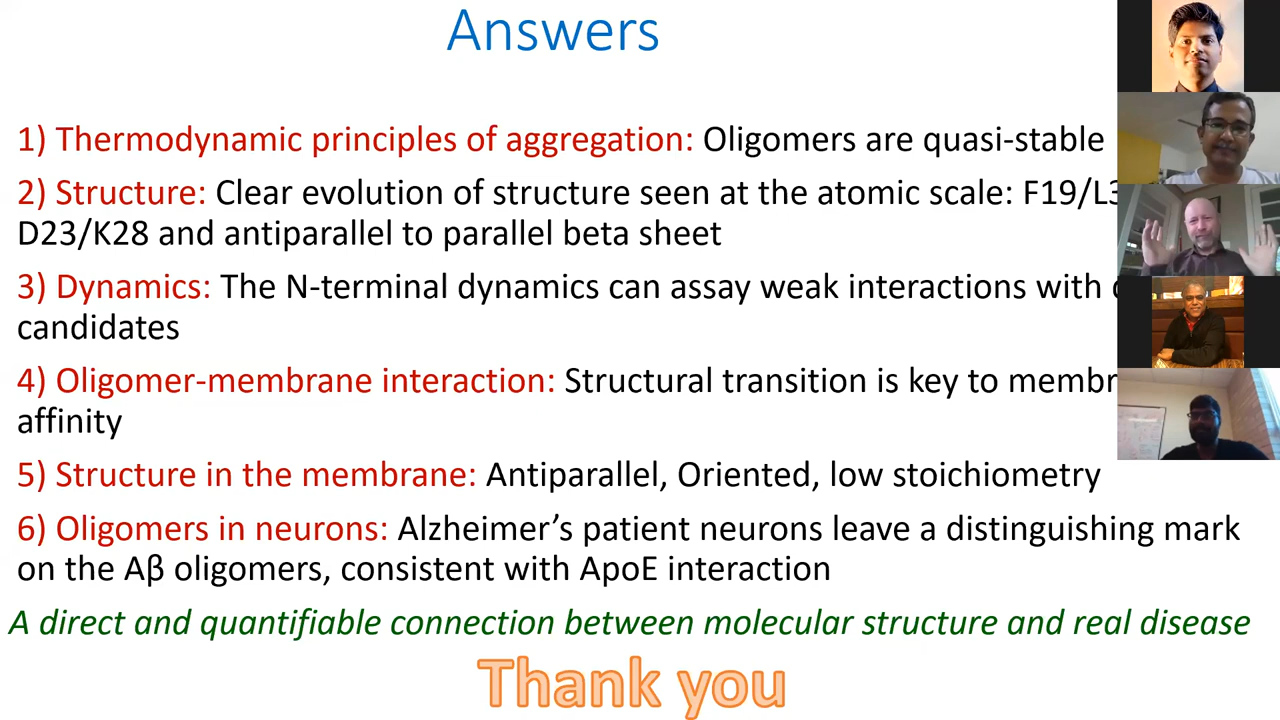 Answers
1) Thermodynamic principles of aggregation: Oligomers are quasi-stable
2) Structure: Clear evolution of structure seen at the atomic scale:
D23/K28 and antiparallel to parallel beta sheet
3) Dynamics: The N-terminal dynamics can assay weak interactions with
candidates
4) Oligomer-membrane interaction: Structural transition is key to
affinity
5) Structure in the membrane: Antiparallel, Oriented, low stoichiometry
6) Oligomers in neurons: Alzheimer’s patient neurons leave a distinguishing mark
on the Aβ oligomers, consistent with ApoE interaction
A direct and quantifiable connection between molecular structure and real disease
Thank you